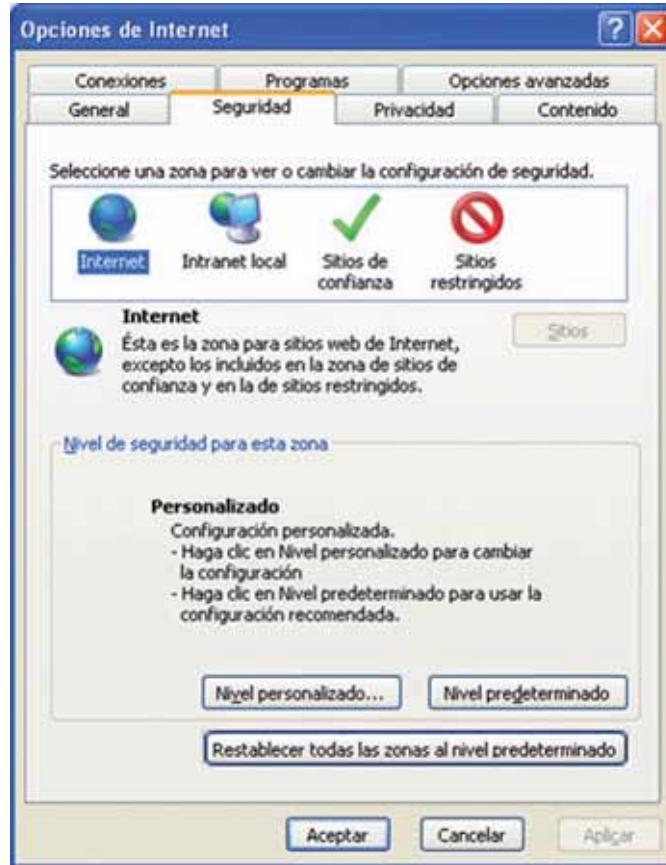 Opciones de Internet
Conexiones
Programas
Opciones avanzadas
General
Seguridad
Privacidad
Contenido
Seleccione una zona para ver o cambiar la configuración de seguridad.
Internet
Intranet local
Sitios de
confianza
Sitios
restringidos
Internet
Ésta es la zona para sitios web de Internet,
excepto los incluidos en la zona de sitios de
confianza y en la de sitios restringidos.
Sitios
Nivel de seguridad para esta zona
Personalizado
Configuración personalizada.
- Haga clic en Nivel personalizado para cambiar
la configuración
- Haga clic en Nivel predeterminado para usar la
configuración recomendada.
Nivel personalizado...
Nivel predeterminado
Restablecer todas las zonas al nivel predeterminado
Aceptar
Cancelar
Aplicar